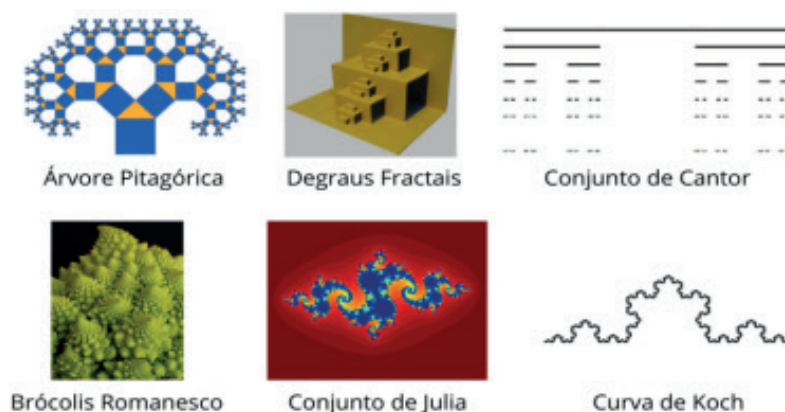 Árvore Pitagórica
Degraus Fractais
Conjunto de Cantor
Brócolis Romanesco
Conjunto de Julia
Curva de Koch